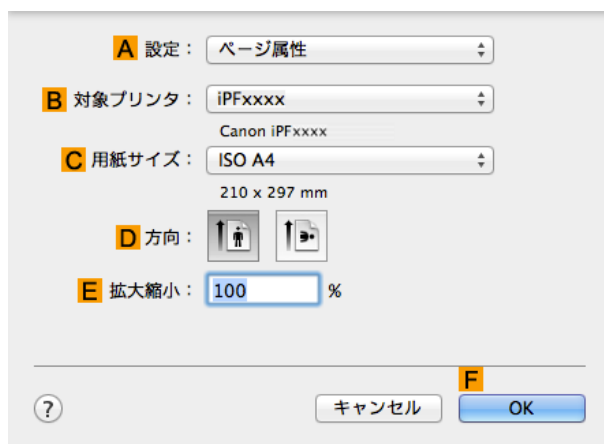 A 設定： ページ属性
B 対象プリンタ： iPFxxxx
Canon iPFxxxx
C 用紙サイズ： ISO A4
210 x 297 mm
D 方向：
E 拡大縮小： 100 %
F
? キャンセル OK